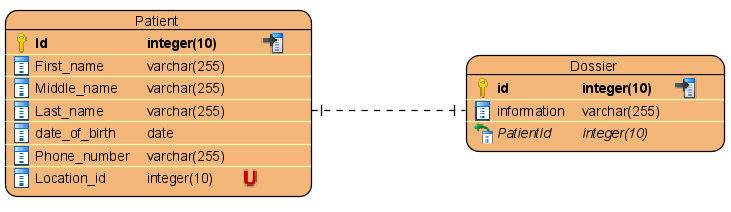 Patient
Id integer(10)
First_name varchar(255)
Middle_name varchar(255)
Last_name varchar(255)
date_of_birth date
Phone_number varchar(255)
Location_id integer(10) U
Dossier
id integer(10)
information varchar(255)
PatientId integer(10)